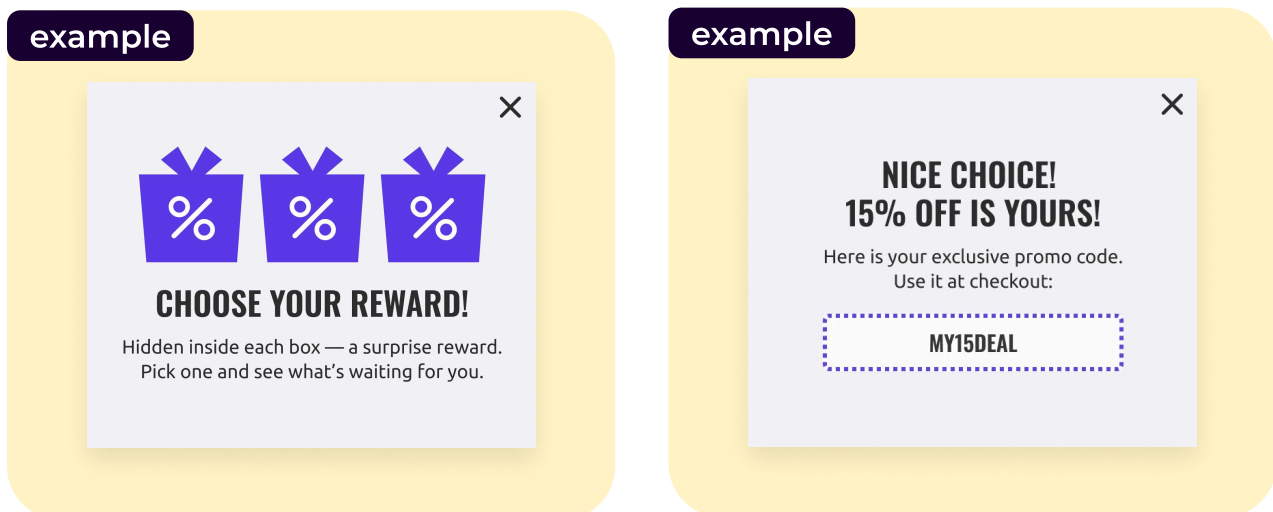 example
%
%
%
CHOOSE YOUR REWARD!
Hidden inside each box — a surprise reward.
Pick one and see what’s waiting for you.
example
NICE CHOICE!
15% OFF IS YOURS!
Here is your exclusive promo code.
Use it at checkout:
MY15DEAL